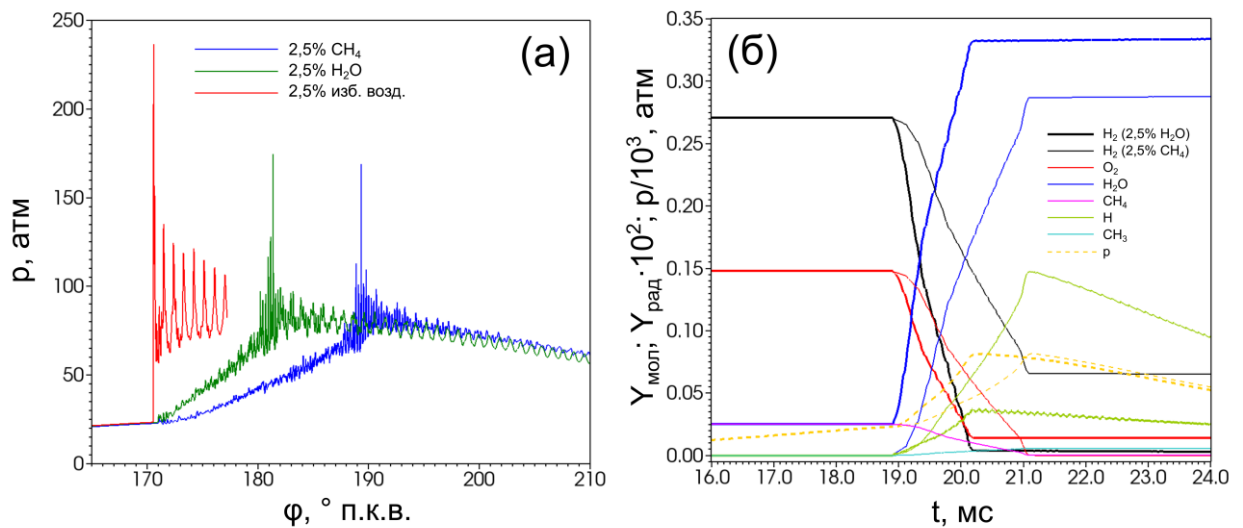 (а)
250
200
150
100
50
0
р, атм
2,5% CH₄
2,5% H₂O
2,5% изб. возд.
170 180 190 200 210
φ, ° п.к.в.
(б)
0.35
0.30
0.25
0.20
0.15
0.10
0.05
0.00
Yмол; Yрад·10²; p/10³, атм
H₂ (2,5% H₂O)
H₂ (2,5% CH₄)
O₂
H₂O
CH₄
H
CH₃
p
16.0 17.0 18.0 19.0 20.0 21.0 22.0 23.0 24.0
t, мс